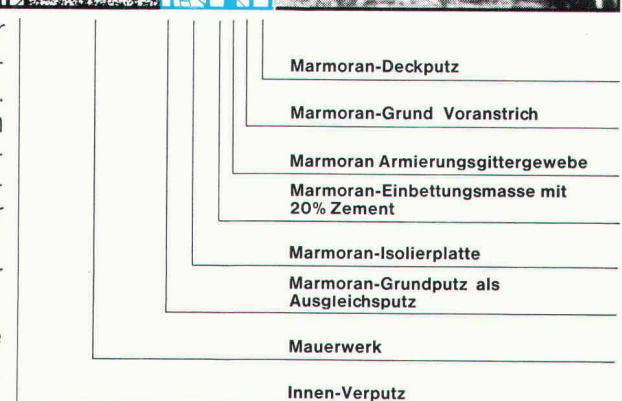 Marmoran-Deckputz
Marmoran-Grund Voranstrich
Marmoran Armierungsgittergewebe
Marmoran-Einbettungsmasse mit
20% Zement
Marmoran-Isolierplatte
Marmoran-Grundputz als
Ausgleichsputz
Mauerwerk
Innen-Verputz